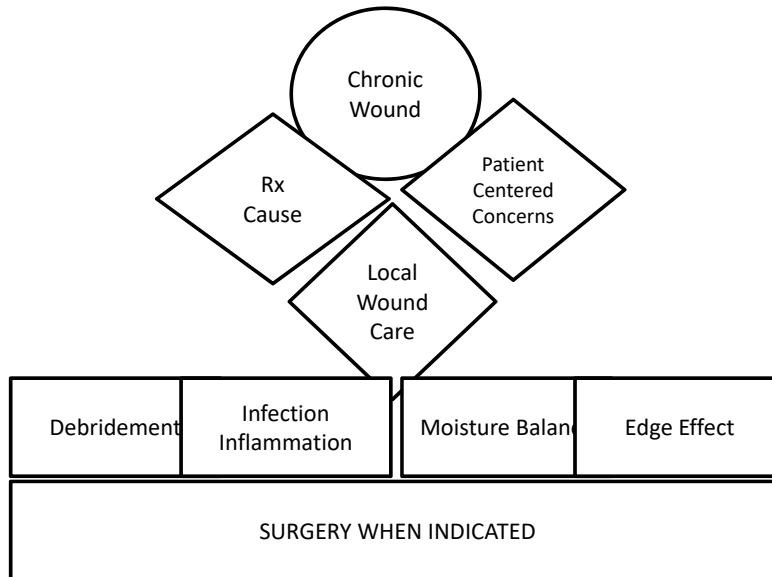 Chronic
Wound
Rx
Cause
Patient
Centered
Concerns
Local
Wound
Care
Debridement
Infection
Inflammation
Moisture Balan
Edge Effect
SURGERY WHEN INDICATED